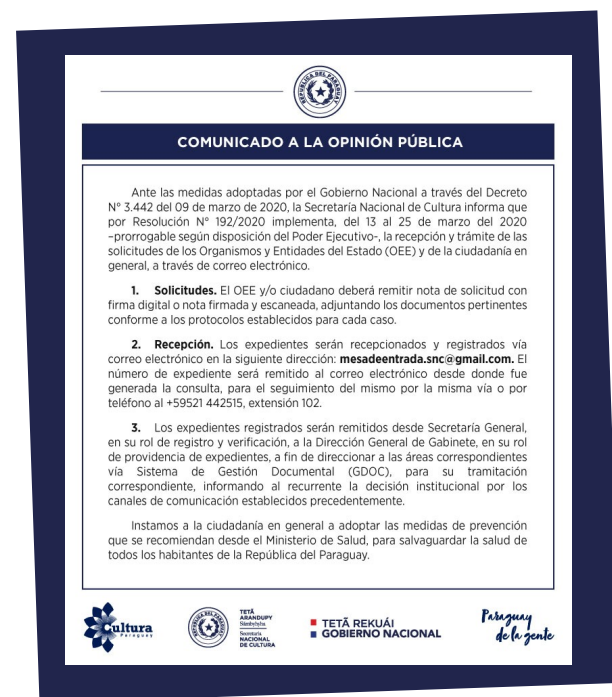 REPÚBLICA DEL PARAGUAY
COMUNICADO A LA OPINIÓN PÚBLICA
Ante las medidas adoptadas por el Gobierno Nacional a través del Decreto
N° 3.442 del 09 de marzo de 2020, la Secretaría Nacional de Cultura informa que
por Resolución N° 192/2020 implementa, del 13 al 25 de marzo del 2020
–prorrogable según disposición del Poder Ejecutivo-, la recepción y trámite de las
solicitudes de los Organismos y Entidades del Estado (OEE) y de la ciudadanía en
general, a través de correo electrónico.
1. Solicitudes. El OEE y/o ciudadano deberá remitir nota de solicitud con
firma digital o nota firmada y escaneada, adjuntando los documentos pertinentes
conforme a los protocolos establecidos para cada caso.
2. Recepción. Los expedientes serán recepcionados y registrados vía
correo electrónico en la siguiente dirección: mesadeentrada.snc@gmail.com. El
número de expediente será remitido al correo electrónico desde donde fue
generada la consulta, para el seguimiento del mismo por la misma vía o por
teléfono al +59521 442515, extensión 102.
3. Los expedientes registrados serán remitidos desde Secretaría General,
en su rol de registro y verificación, a la Dirección General de Gabinete, en su rol
de providencia de expedientes, a fin de direccionar a las áreas correspondientes
vía Sistema de Gestión Documental (GDOC), para su tramitación
correspondiente, informando al recurrente la decisión institucional por los
canales de comunicación establecidos precedentemente.
Instamos a la ciudadanía en general a adoptar las medidas de prevención
que se recomiendan desde el Ministerio de Salud, para salvaguardar la salud de
todos los habitantes de la República del Paraguay.
Cultura
Paraguay
TETÃ
ARANDUPY
Sãmbyhyha
Secretaría
NACIONAL
DE CULTURA
TETÃ REKUÁI
GOBIERNO NACIONAL
Paraguay
de la gente